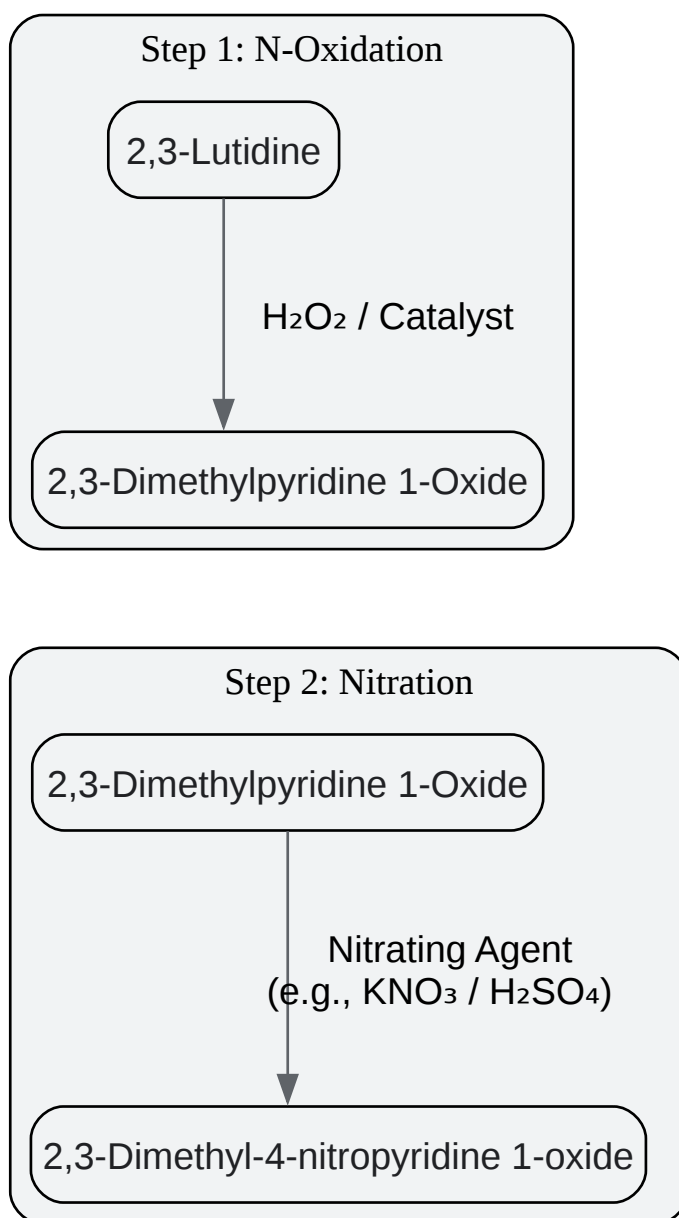 Step 1: N-Oxidation
2,3-Lutidine
H₂O₂ / Catalyst
2,3-Dimethylpyridine 1-Oxide
Step 2: Nitration
2,3-Dimethylpyridine 1-Oxide
Nitrating Agent
(e.g., KNO₃ / H₂SO₄)
2,3-Dimethyl-4-nitropyridine 1-oxide